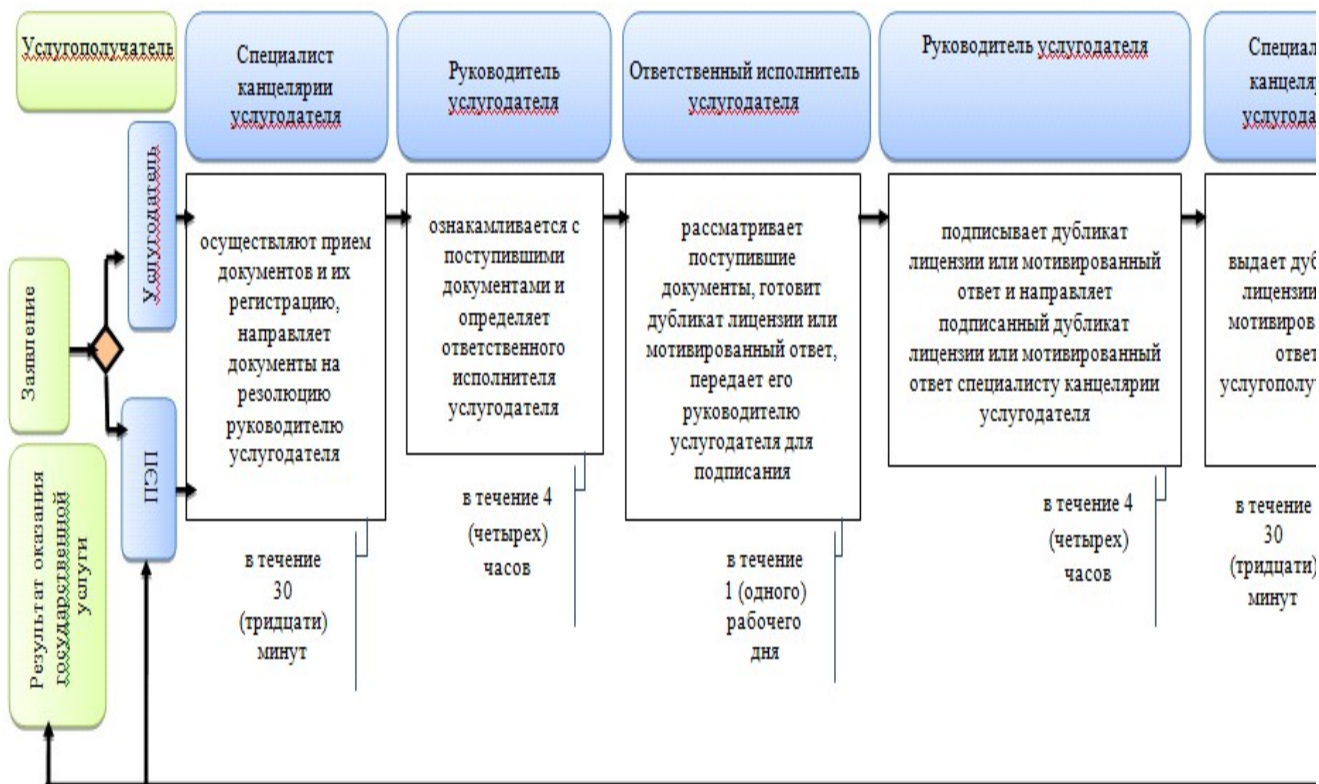 Услугополучатель
Специалист
канцелярии
услугодателя
Руководитель
услугодателя
Ответственный исполнитель
услугодателя
Руководитель услугодателя
Услугодатель
Заявление
ПЭП
Результат оказания
государственной
услуги
осуществляют прием
документов и их
регистрацию,
направляет
документы на
резолюцию
руководителю
услугодателя
в течение
30
(тридцати)
минут
ознакамливается с
поступившими
документами и
определяет
ответственного
исполнителя
услугодателя
в течение 4
(четырех)
часов
рассматривает
поступившие
документы, готовит
дубликат лицензии или
мотивированный ответ,
передает его
руководителю
услугодателя для
подписания
в течение
1 (одного)
рабочего
дня
подписывает дубликат
лицензии или мотивированный
ответ и направляет
подписанный дубликат
лицензии или мотивированный
ответ специалисту канцелярии
услугодателя
в течение 4
(четырех)
часов
выдает
в течение
30
(тридцати)
минут